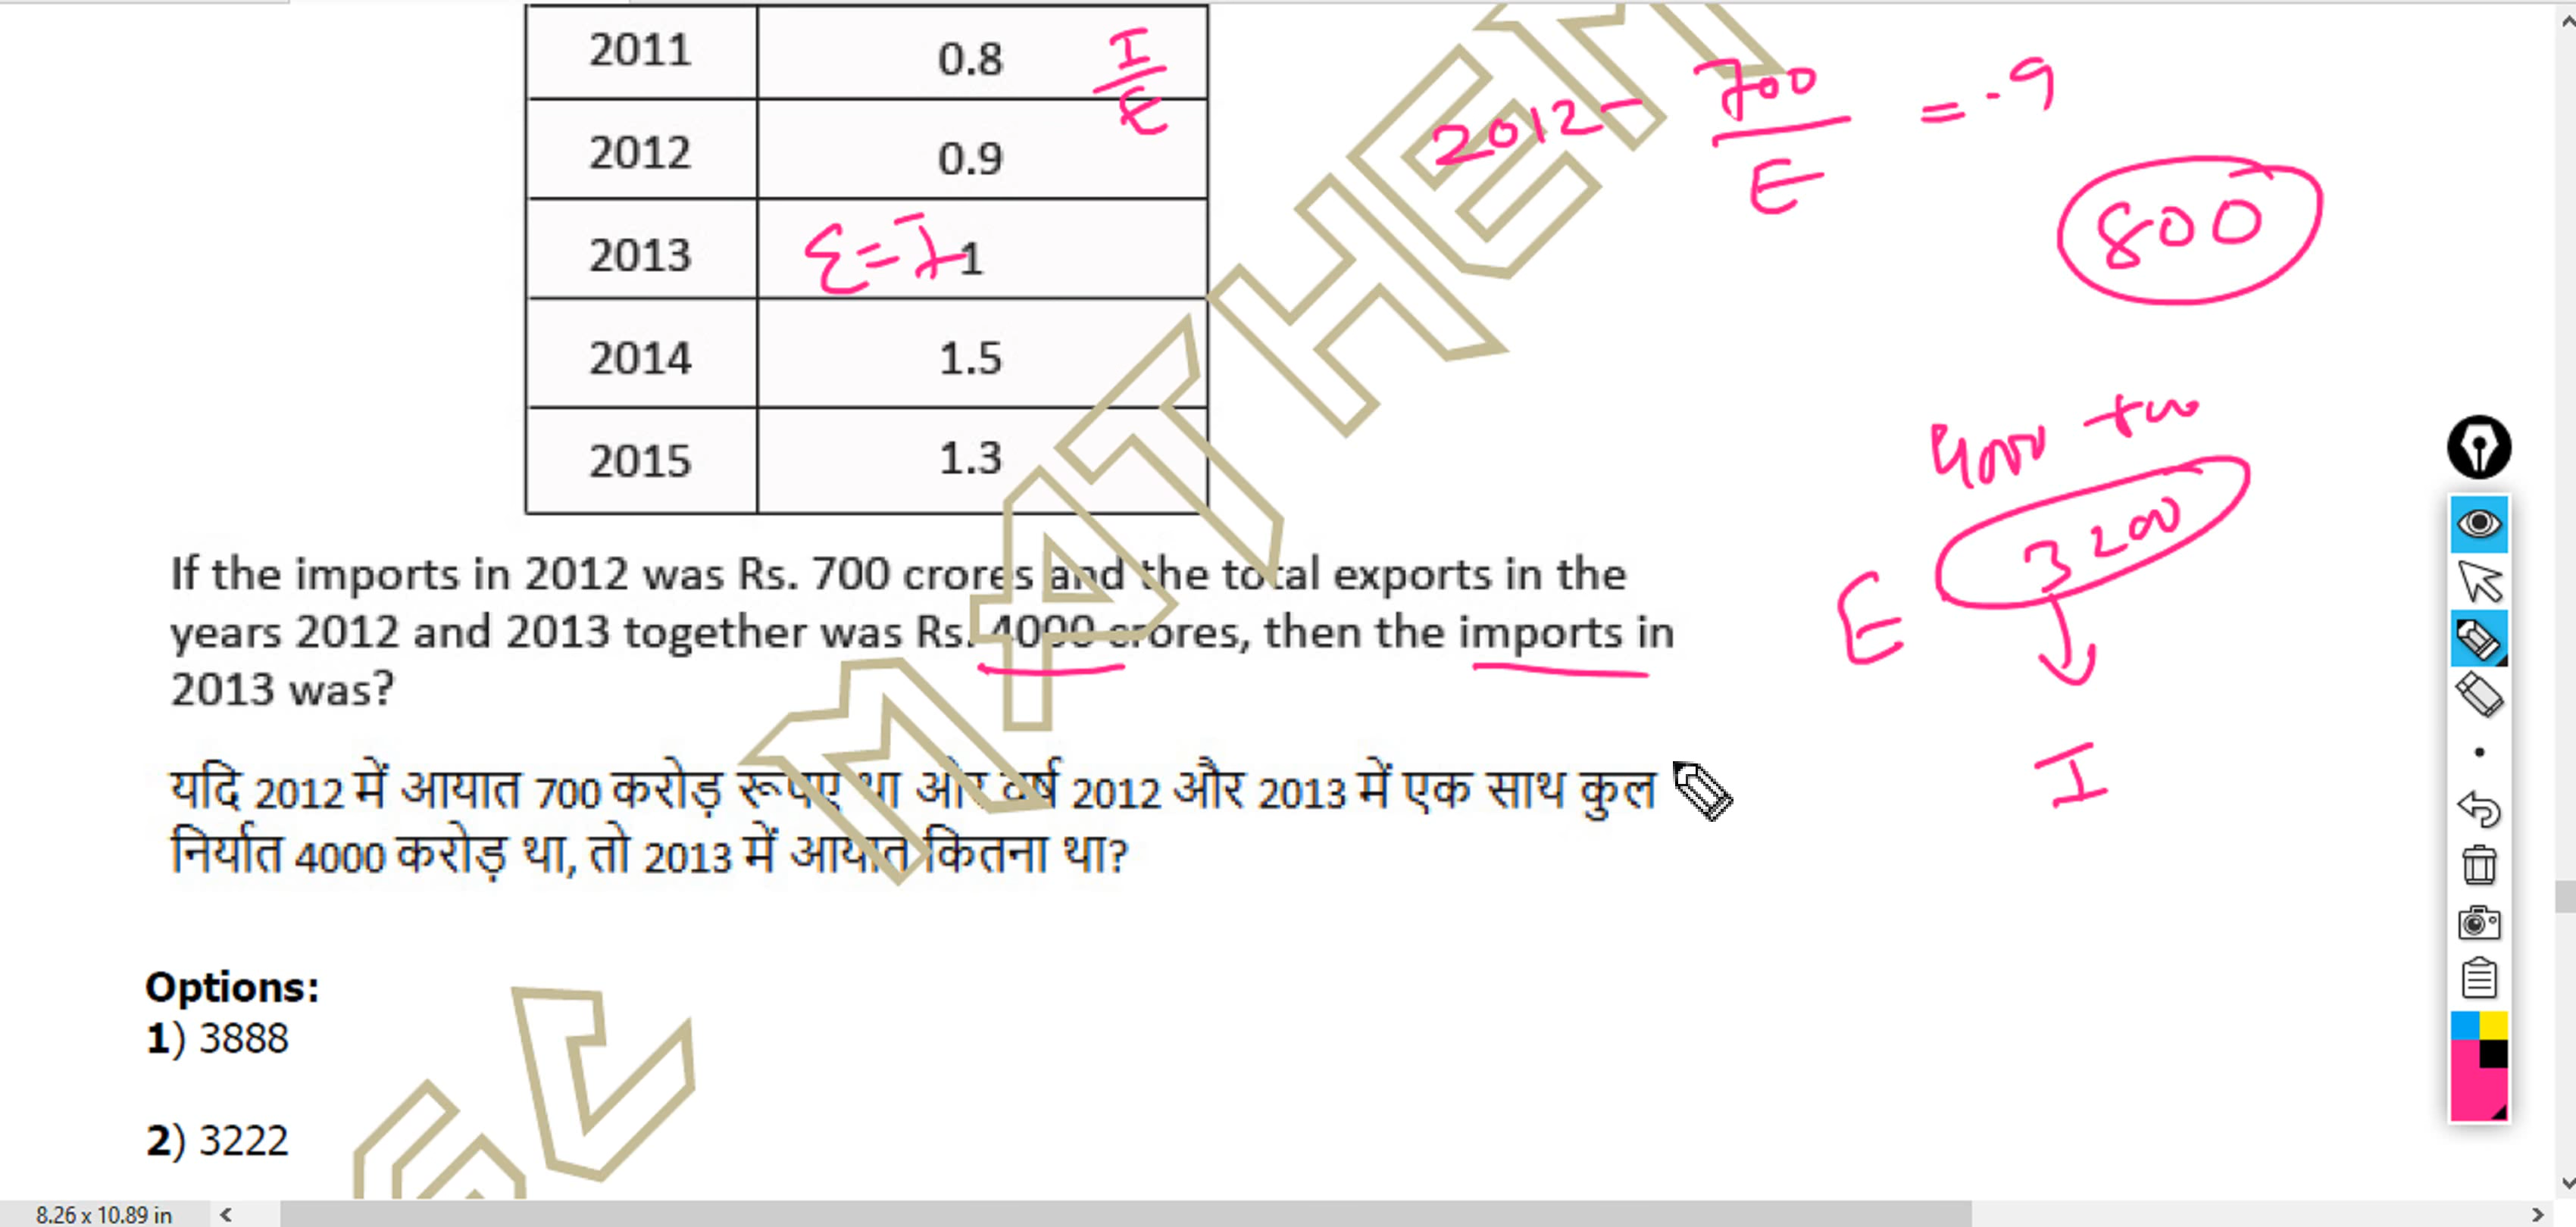 2011 0.8 I/E
2012 0.9
2013 E=I 1
2014 1.5
2015 1.3
2012- 700/E = .9
800
4000 -
3200
E
I
If the imports in 2012 was Rs. 700 crores and the total exports in the
years 2012 and 2013 together was Rs. 4000 crores, then the imports in
2013 was?
यदि 2012 में आयात 700 करोड़ रूपए था और वर्ष 2012 और 2013 में एक साथ कुल
निर्यात 4000 करोड़ था, तो 2013 में आयात कितना था?
Options:
1) 3888
2) 3222
MATHEM
8.26 x 10.89 in